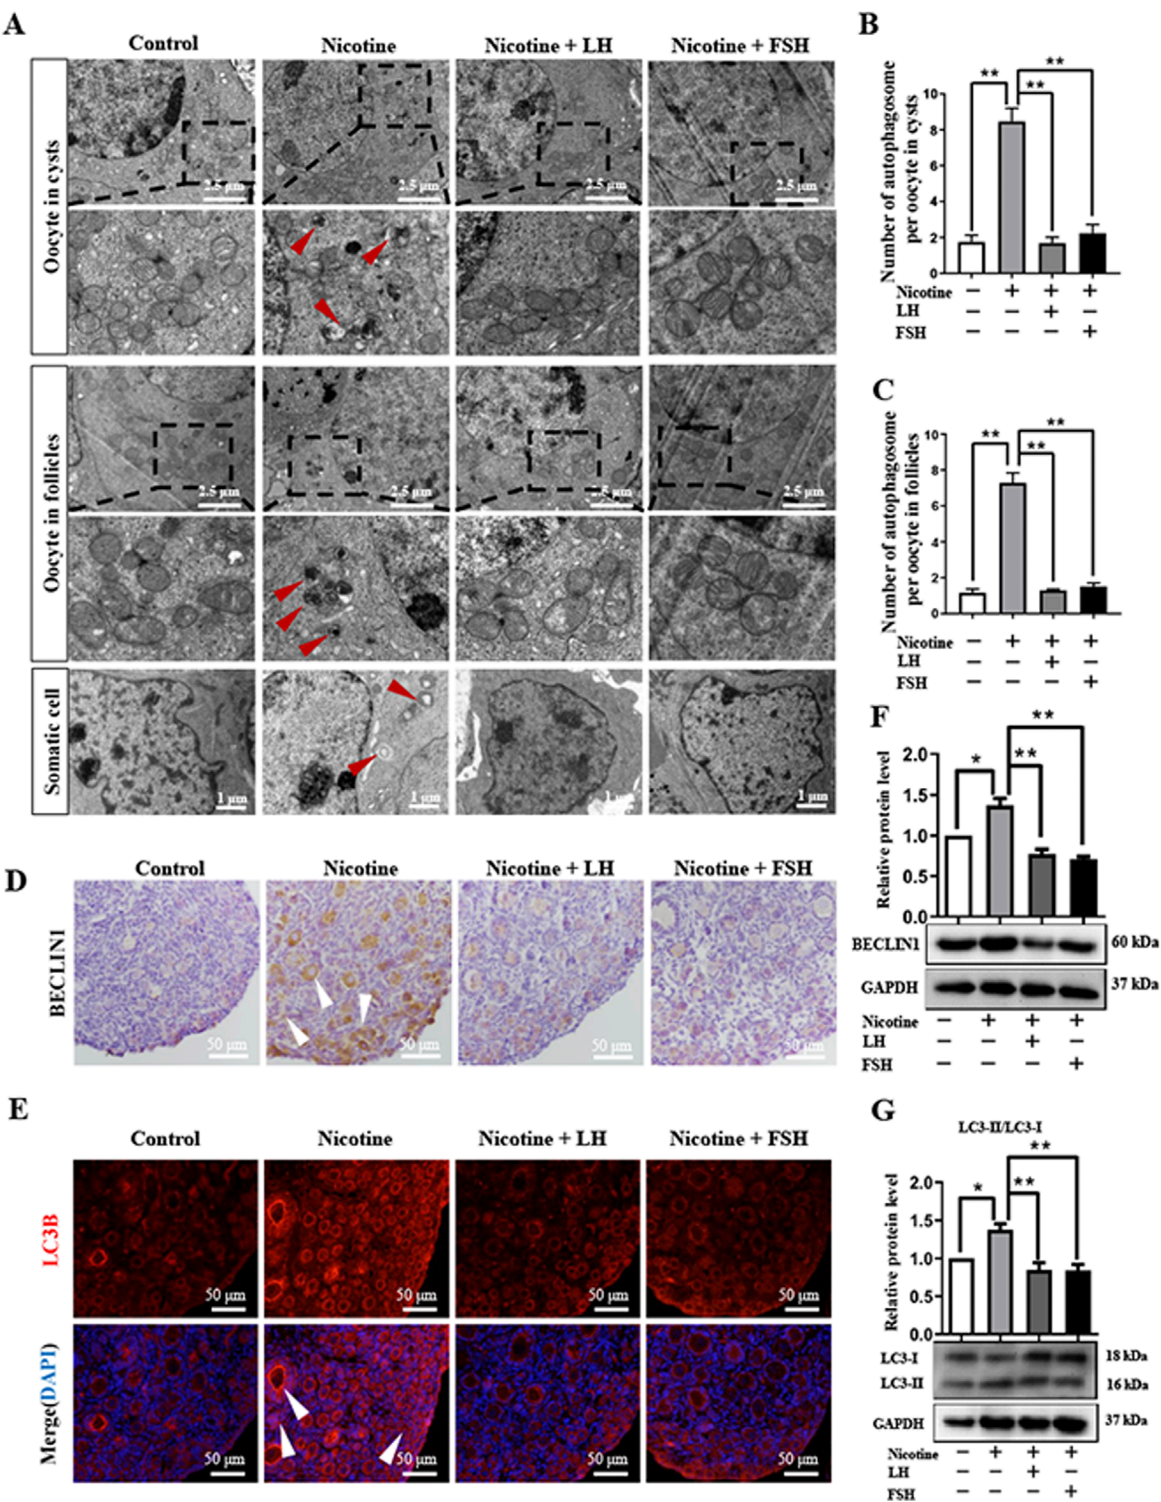 A
Control
Nicotine
Nicotine + LH
Nicotine + FSH
Oocyte in cysts
2.5 μm
2.5 μm
2.5 μm
2.5 μm
Oocyte in follicles
2.5 μm
2.5 μm
2.5 μm
2.5 μm
Somatic cell
1 μm
1 μm
1 μm
1 μm
B
Number of autophagosome
per oocyte in cysts
**
**
**
10
8
6
4
2
0
Nicotine − + + +
LH − − + −
FSH − − − +
C
Number of autophagosome
per oocyte in follicles
**
**
**
10
8
6
4
2
0
Nicotine − + + +
LH − − + −
FSH − − − +
D
Control
Nicotine
Nicotine + LH
Nicotine + FSH
BECLIN1
50 μm
50 μm
50 μm
50 μm
E
Control
Nicotine
Nicotine + LH
Nicotine + FSH
LC3B
50 μm
50 μm
50 μm
50 μm
Merge(DAPI)
50 μm
50 μm
50 μm
50 μm
F
Relative protein level
**
**
*
2.0
1.5
1.0
0.5
0.0
BECLIN1 60 kDa
GAPDH 37 kDa
Nicotine − + + +
LH − − + −
FSH − − − +
G
LC3-II/LC3-I
Relative protein level
**
**
*
2.0
1.5
1.0
0.5
0.0
LC3-I 18 kDa
LC3-II 16 kDa
GAPDH 37 kDa
Nicotine − + + +
LH − − + −
FSH − − − +